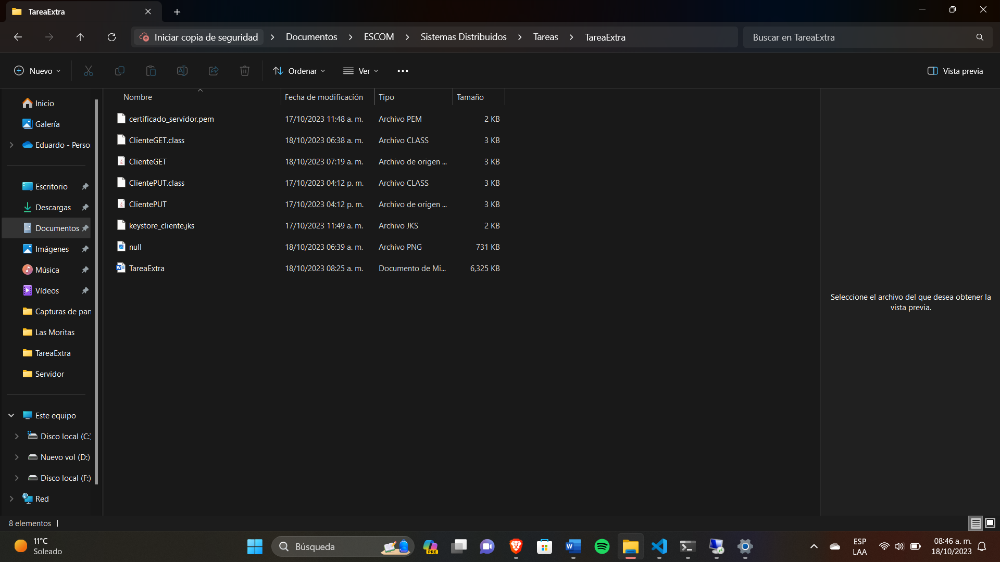 TareaExtra
Iniciar copia de seguridad Documentos ESCOM Sistemas Distribuidos Tareas TareaExtra
Buscar en TareaExtra
Nuevo Ordenar Ver ••• Vista previa
Inicio
Galería
Eduardo - Perso
Escritorio
Descargas
Documentos
Imágenes
Música
Vídeos
Capturas de pan
Las Moritas
TareaExtra
Servidor
Este equipo
Disco local (C:)
Nuevo vol (D:)
Disco local (F:)
Red
Nombre Fecha de modificación Tipo Tamaño
certificado_servidor.pem 17/10/2023 11:48 a. m. Archivo PEM 2 KB
ClienteGET.class 18/10/2023 06:38 a. m. Archivo CLASS 3 KB
ClienteGET 18/10/2023 07:19 a. m. Archivo de origen ... 3 KB
ClientePUT.class 17/10/2023 04:12 p. m. Archivo CLASS 3 KB
ClientePUT 17/10/2023 04:12 p. m. Archivo de origen ... 3 KB
keystore_cliente.jks 17/10/2023 11:49 a. m. Archivo JKS 2 KB
null 18/10/2023 06:39 a. m. Archivo PNG 731 KB
TareaExtra 18/10/2023 08:25 a. m. Documento de Mi... 6,325 KB
Seleccione el archivo del que desea obtener la
vista previa.
8 elementos
11°C
Soleado
Búsqueda
PRE
ESP
LAA
08:46 a. m.
18/10/2023